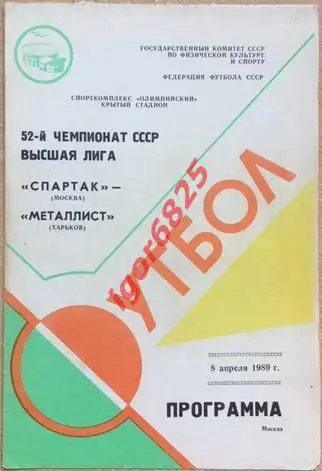 ГОСУДАРСТВЕННЫЙ КОМИТЕТ СССР
ПО ФИЗИЧЕСКОЙ КУЛЬТУРЕ
И СПОРТУ
ФЕДЕРАЦИЯ ФУТБОЛА СССР
СПОРТКОМПЛЕКС «ОЛИМПИЙСКИЙ»
КРЫТЫЙ СТАДИОН
52-й ЧЕМПИОНАТ СССР
ВЫСШАЯ ЛИГА
«СПАРТАК» —
(МОСКВА)
«МЕТАЛЛИСТ»
(ХАРЬКОВ)
ФУТБОЛ
igor6825
8 апреля 1989 г.
ПРОГРАММА
Москва